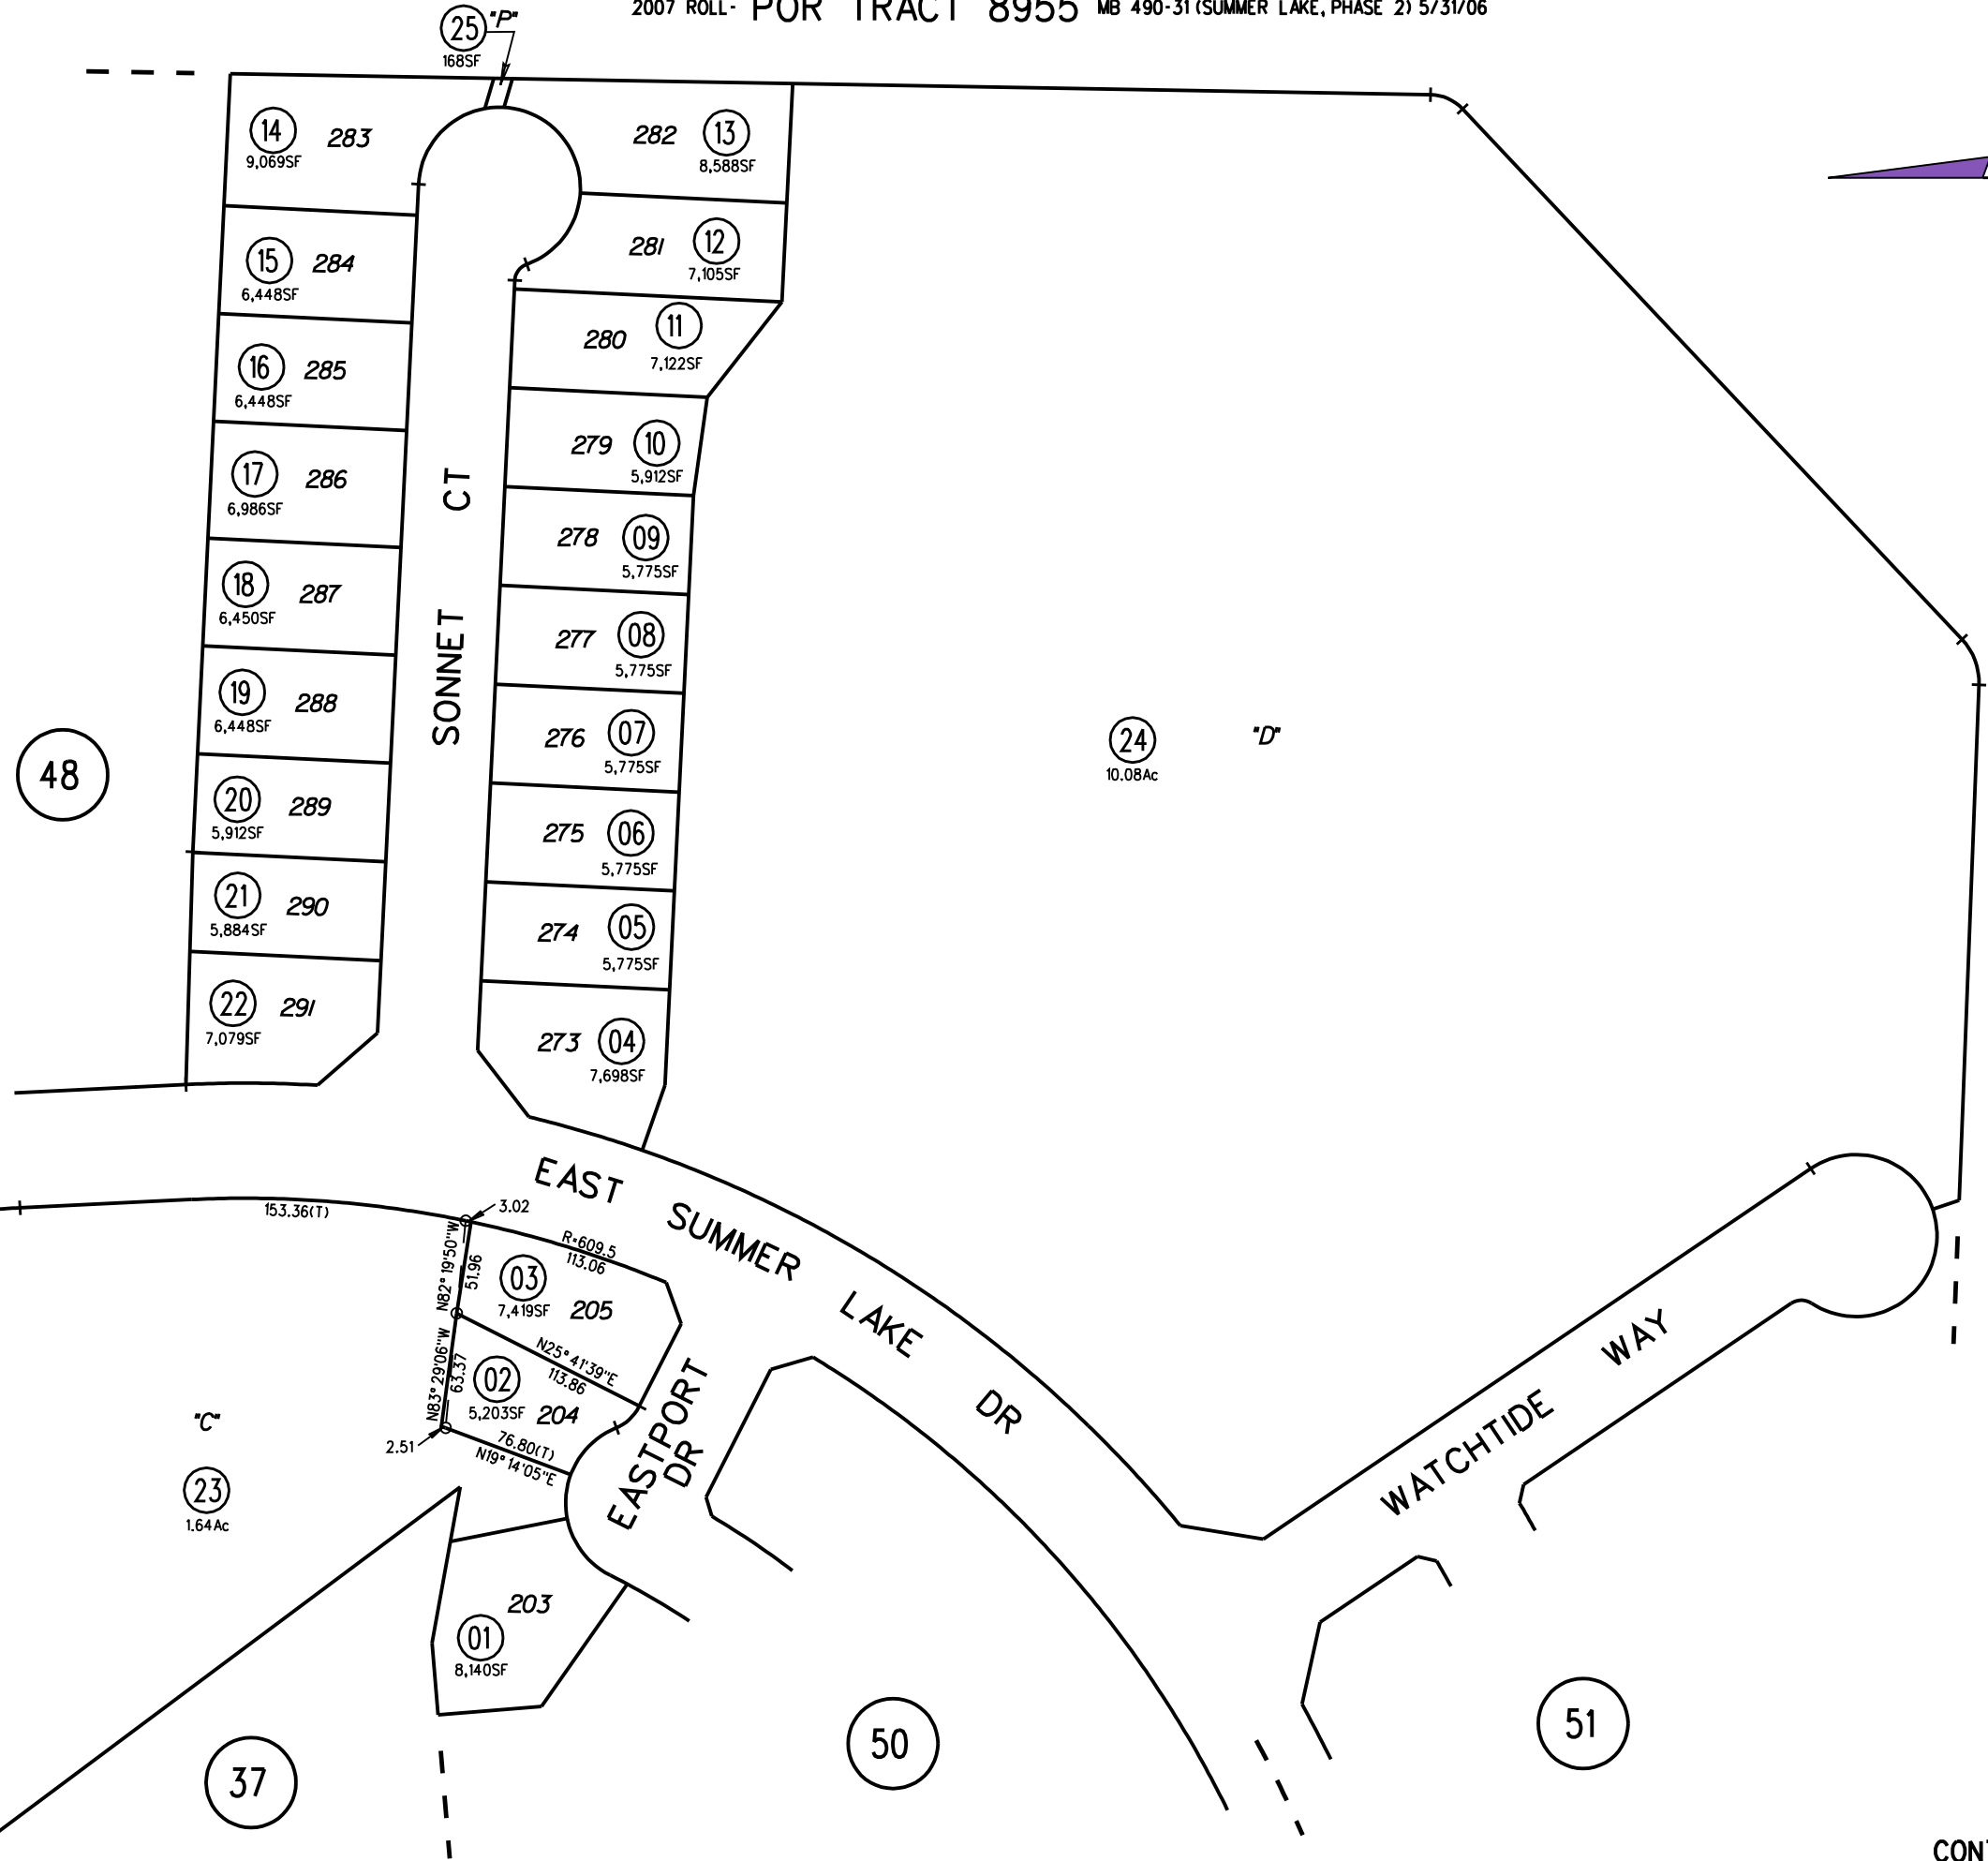 2007 ROLL- POR TRACT 8955 MB 490-31 (SUMMER LAKE, PHASE 2) 5/31/06
25 "P"
168SF
14 283
9,069SF
282 13
8,588SF
15 284
6,448SF
281 12
7,105SF
16 285
6,448SF
280 11
7,122SF
17 286
6,986SF
279 10
5,912SF
18 287
6,450SF
278 09
5,775SF
19 288
6,448SF
277 08
5,775SF
20 289
5,912SF
276 07
5,775SF
21 290
5,884SF
275 06
5,775SF
22 291
7,079SF
274 05
5,775SF
273 04
7,698SF
SONNET CT
48
24 "D"
10.08Ac
EAST SUMMER LAKE DR
153.36(T)
3.02
N82°19'50"W
51.96
R=609.5
113.06
03
7,419SF 205
N25°41'39"E
113.86
N83°29'06"W
63.37
02
5,203SF 204
76.80(T)
N19°14'05"E
2.51
EASTPORT
DR
WATCHTIDE WAY
"C"
23
1.64Ac
203
01
8,140SF
37
50
51
CON